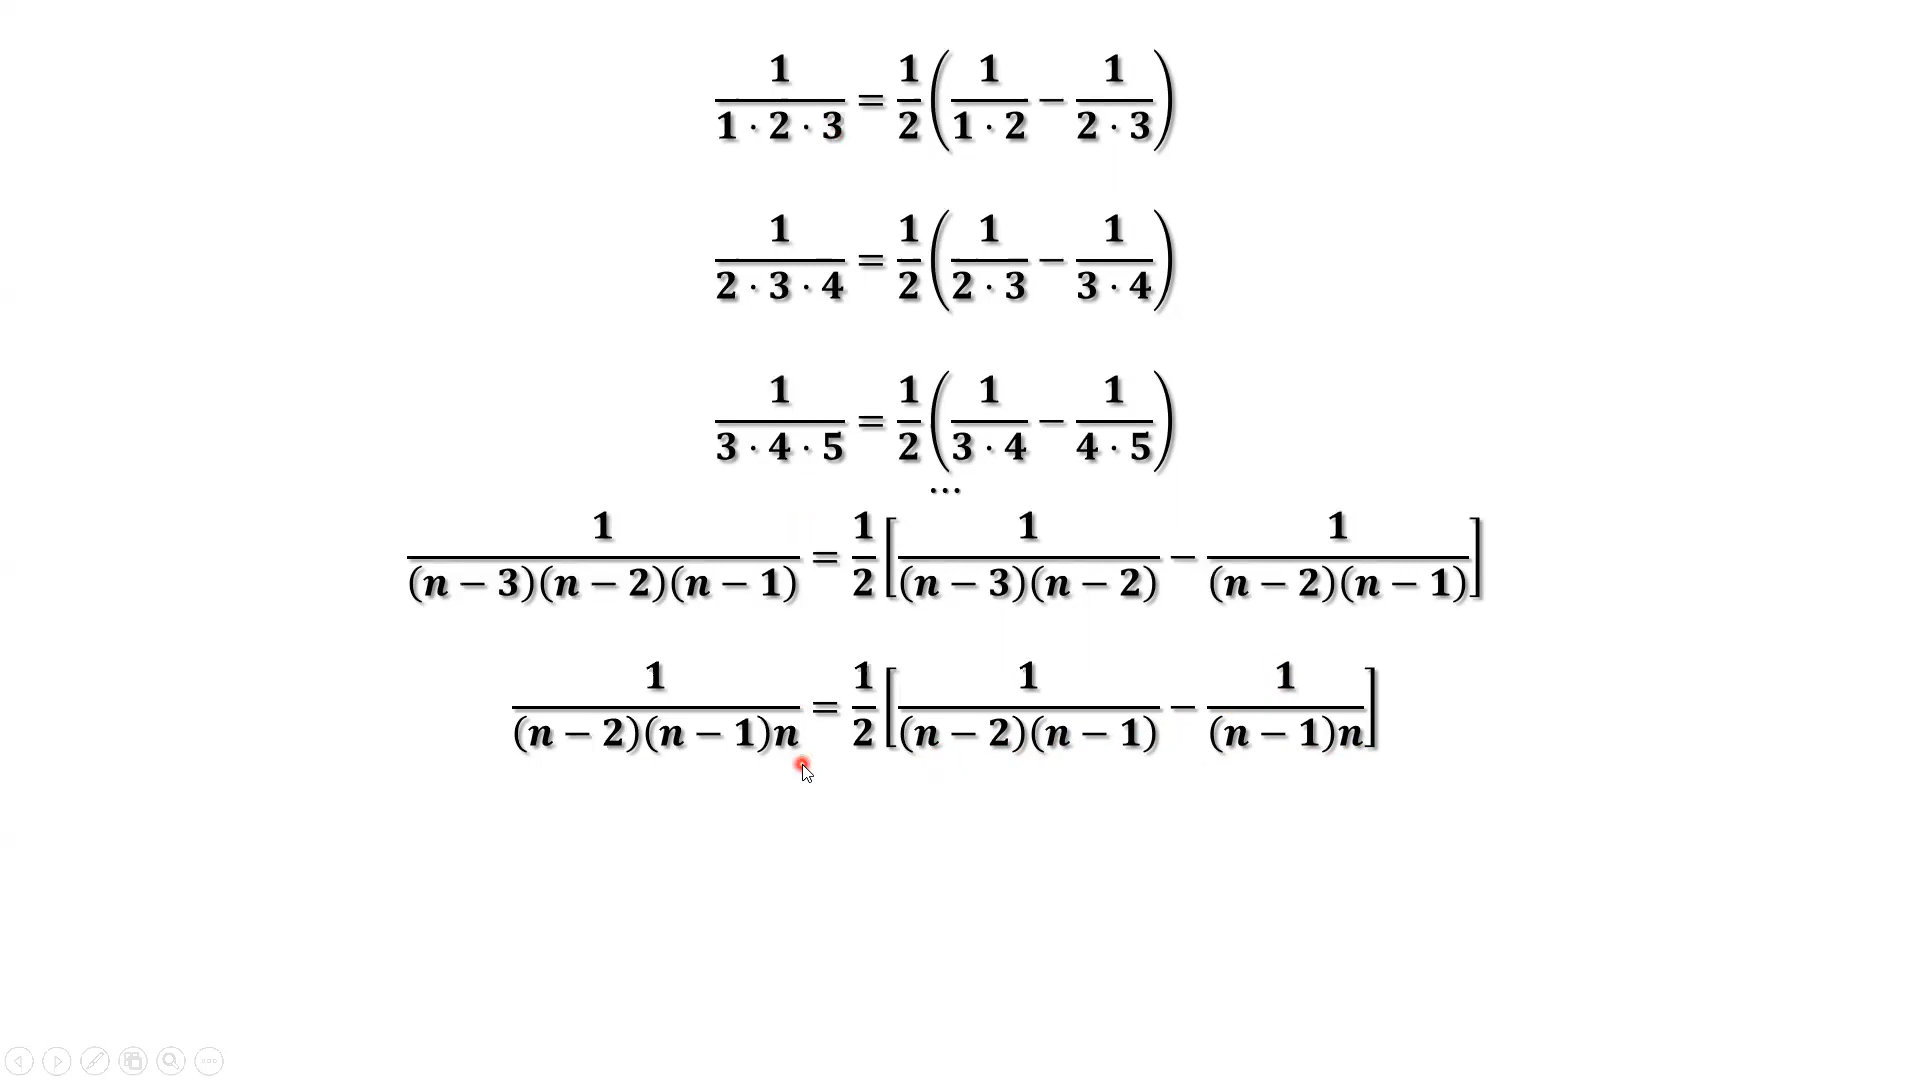 1/(1 · 2 · 3) = 1/2 (1/(1 · 2) − 1/(2 · 3))
1/(2 · 3 · 4) = 1/2 (1/(2 · 3) − 1/(3 · 4))
1/(3 · 4 · 5) = 1/2 (1/(3 · 4) − 1/(4 · 5))
…
1/((n − 3)(n − 2)(n − 1)) = 1/2 [1/((n − 3)(n − 2)) − 1/((n − 2)(n − 1))]
1/((n − 2)(n − 1)n) = 1/2 [1/((n − 2)(n − 1)) − 1/((n − 1)n)]